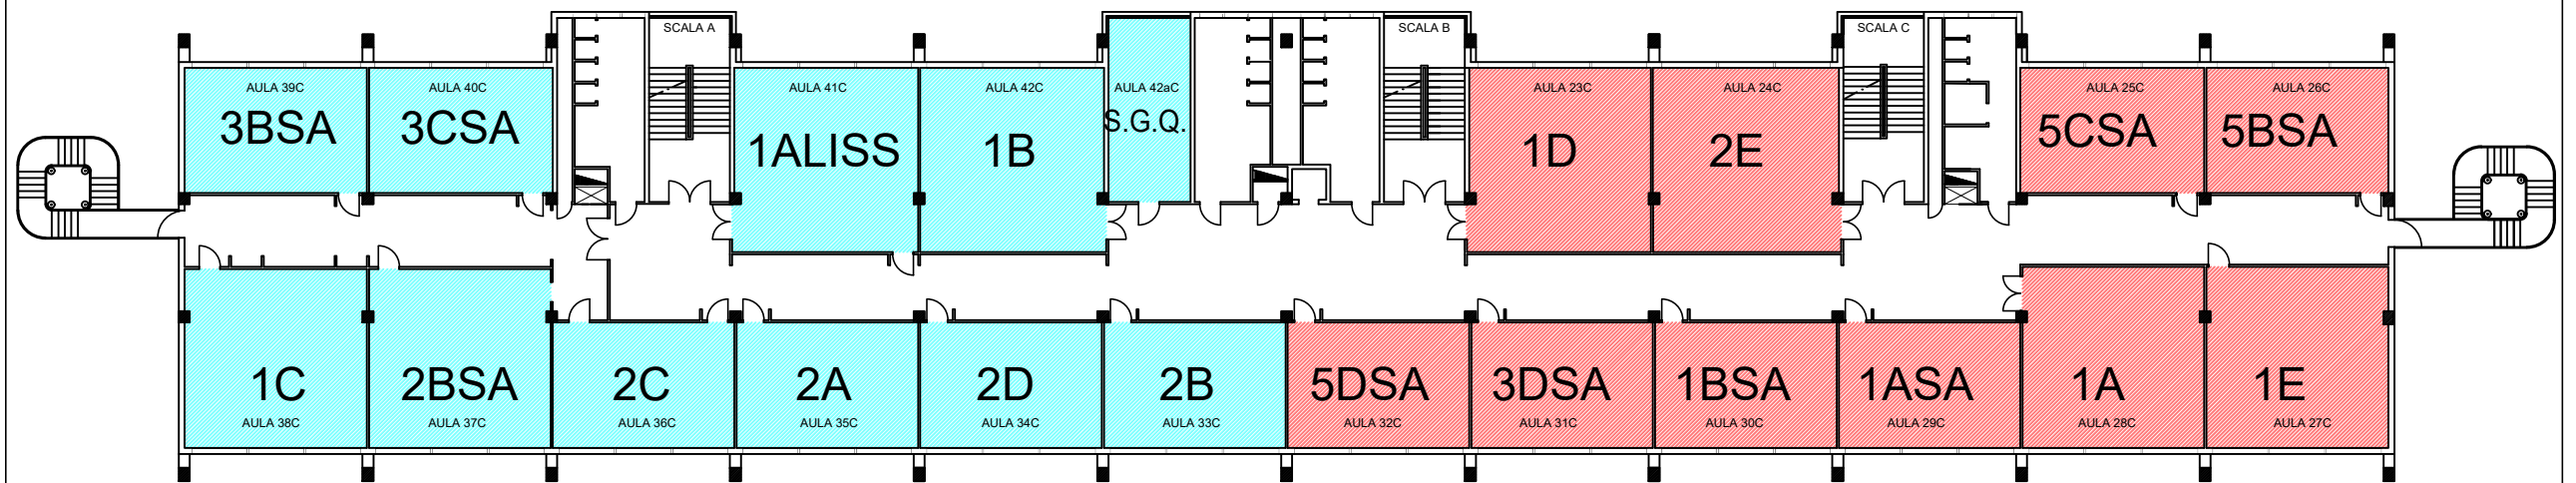 SCALA A
SCALA B
SCALA C
AULA 39C
3BSA
AULA 40C
3CSA
AULA 41C
1ALISS
AULA 42C
1B
AULA 42aC
S.G.Q.
AULA 23C
1D
AULA 24C
2E
AULA 25C
5CSA
AULA 26C
5BSA
1C
AULA 38C
2BSA
AULA 37C
2C
AULA 36C
2A
AULA 35C
2D
AULA 34C
2B
AULA 33C
5DSA
AULA 32C
3DSA
AULA 31C
1BSA
AULA 30C
1ASA
AULA 29C
1A
AULA 28C
1E
AULA 27C